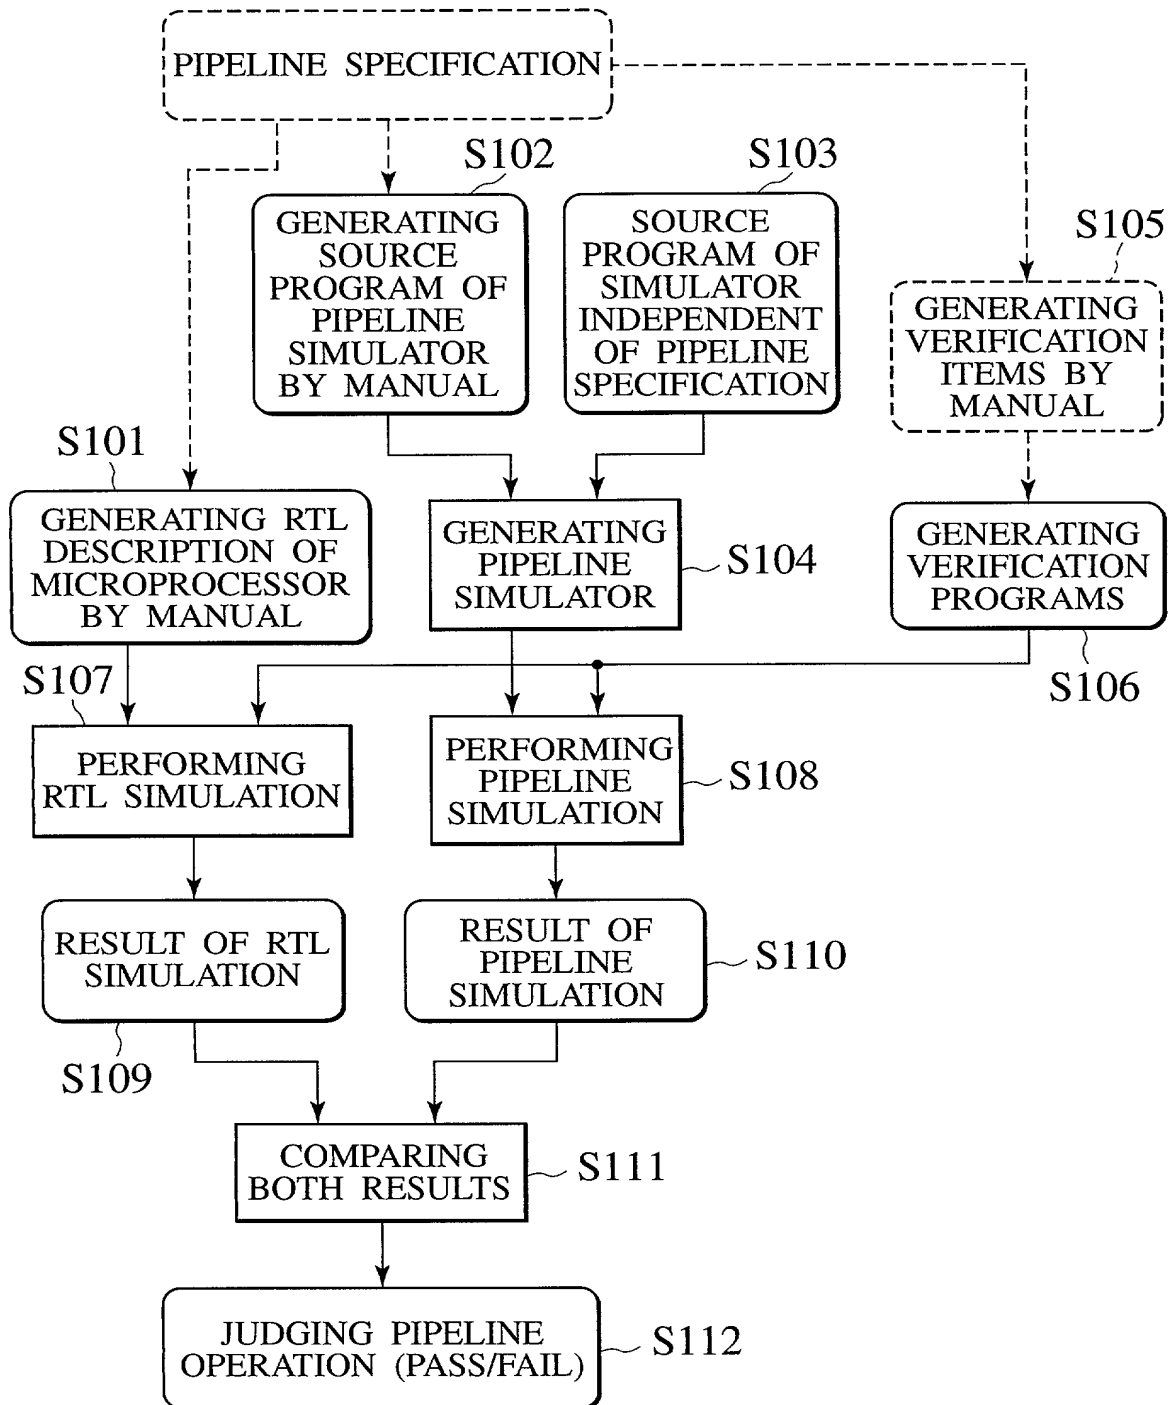 PIPELINE SPECIFICATION
S102
GENERATING
SOURCE
PROGRAM OF
PIPELINE
SIMULATOR
BY MANUAL
S103
SOURCE
PROGRAM OF
SIMULATOR
INDEPENDENT
OF PIPELINE
SPECIFICATION
S105
GENERATING
VERIFICATION
ITEMS BY
MANUAL
S101
GENERATING RTL
DESCRIPTION OF
MICROPROCESSOR
BY MANUAL
GENERATING
PIPELINE
SIMULATOR
S104
GENERATING
VERIFICATION
PROGRAMS
S106
S107
PERFORMING
RTL SIMULATION
PERFORMING
PIPELINE
SIMULATION
S108
RESULT OF RTL
SIMULATION
S109
RESULT OF
PIPELINE
SIMULATION
S110
COMPARING
BOTH RESULTS
S111
JUDGING PIPELINE
OPERATION (PASS/FAIL)
S112